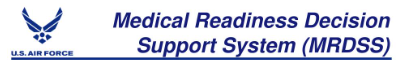 Medical Readiness Decision
Support System (MRDSS)
U.S. AIR FORCE